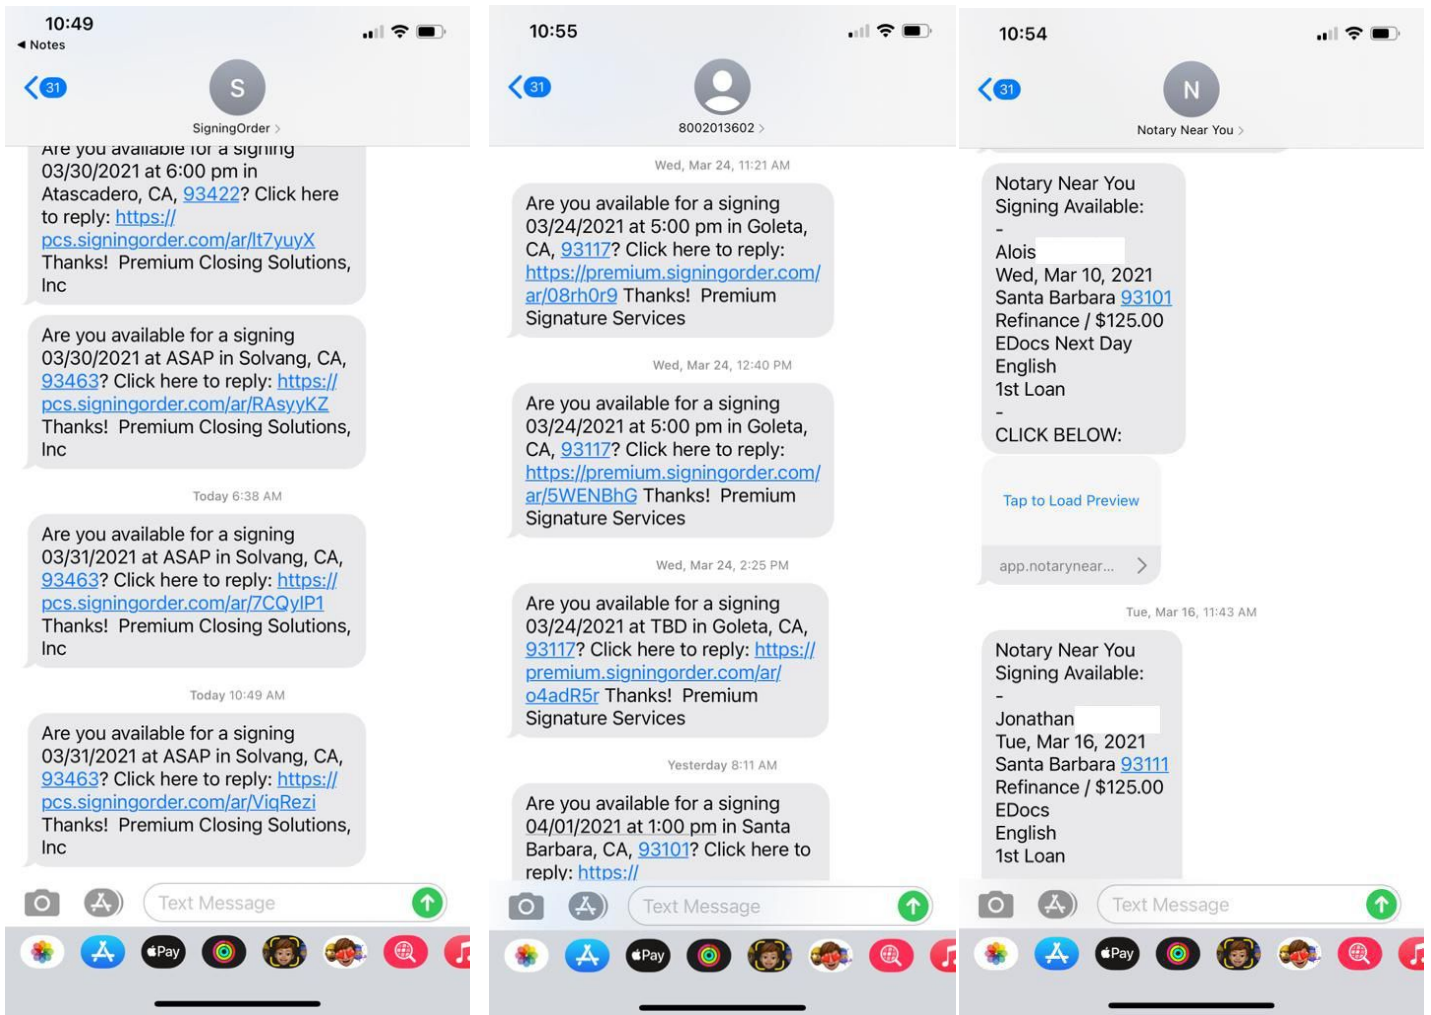 10:49
Notes
31
S
SigningOrder
Are you available for a signing
03/30/2021 at 6:00 pm in
Atascadero, CA, 93422? Click here
to reply: https://
pcs.signingorder.com/ar/lt7yuyX
Thanks!  Premium Closing Solutions,
Inc
Are you available for a signing
03/30/2021 at ASAP in Solvang, CA,
93463? Click here to reply: https://
pcs.signingorder.com/ar/RAsyyKZ
Thanks!  Premium Closing Solutions,
Inc
Today 6:38 AM
Are you available for a signing
03/31/2021 at ASAP in Solvang, CA,
93463? Click here to reply: https://
pcs.signingorder.com/ar/7CQyIP1
Thanks!  Premium Closing Solutions,
Inc
Today 10:49 AM
Are you available for a signing
03/31/2021 at ASAP in Solvang, CA,
93463? Click here to reply: https://
pcs.signingorder.com/ar/ViqRezi
Thanks!  Premium Closing Solutions,
Inc
Text Message
Pay
10:55
31
8002013602
Wed, Mar 24, 11:21 AM
Are you available for a signing
03/24/2021 at 5:00 pm in Goleta,
CA, 93117? Click here to reply:
https://premium.signingorder.com/
ar/08rh0r9 Thanks!  Premium
Signature Services
Wed, Mar 24, 12:40 PM
Are you available for a signing
03/24/2021 at 5:00 pm in Goleta,
CA, 93117? Click here to reply:
https://premium.signingorder.com/
ar/5WENBhG Thanks!  Premium
Signature Services
Wed, Mar 24, 2:25 PM
Are you available for a signing
03/24/2021 at TBD in Goleta, CA,
93117? Click here to reply: https://
premium.signingorder.com/ar/
o4adR5r Thanks!  Premium
Signature Services
Yesterday 8:11 AM
Are you available for a signing
04/01/2021 at 1:00 pm in Santa
Barbara, CA, 93101? Click here to
reply: https://
Text Message
Pay
10:54
31
N
Notary Near You
Notary Near You
Signing Available:
-
Alois
Wed, Mar 10, 2021
Santa Barbara 93101
Refinance / $125.00
EDocs Next Day
English
1st Loan
-
CLICK BELOW:
Tap to Load Preview
app.notarynear...
Tue, Mar 16, 11:43 AM
Notary Near You
Signing Available:
-
Jonathan
Tue, Mar 16, 2021
Santa Barbara 93111
Refinance / $125.00
EDocs
English
1st Loan
Text Message
Pay